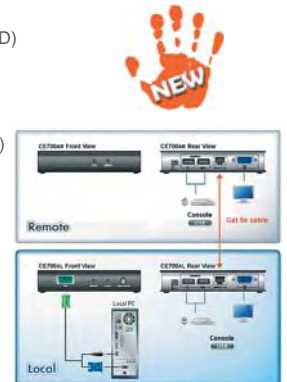 D)
NEW
)
CE700AR Front View
CE700AR Rear View
Console
Cat 5e cable
Remote
CE700AL Front View
CE700AL Rear View
Local PC
Console
Local